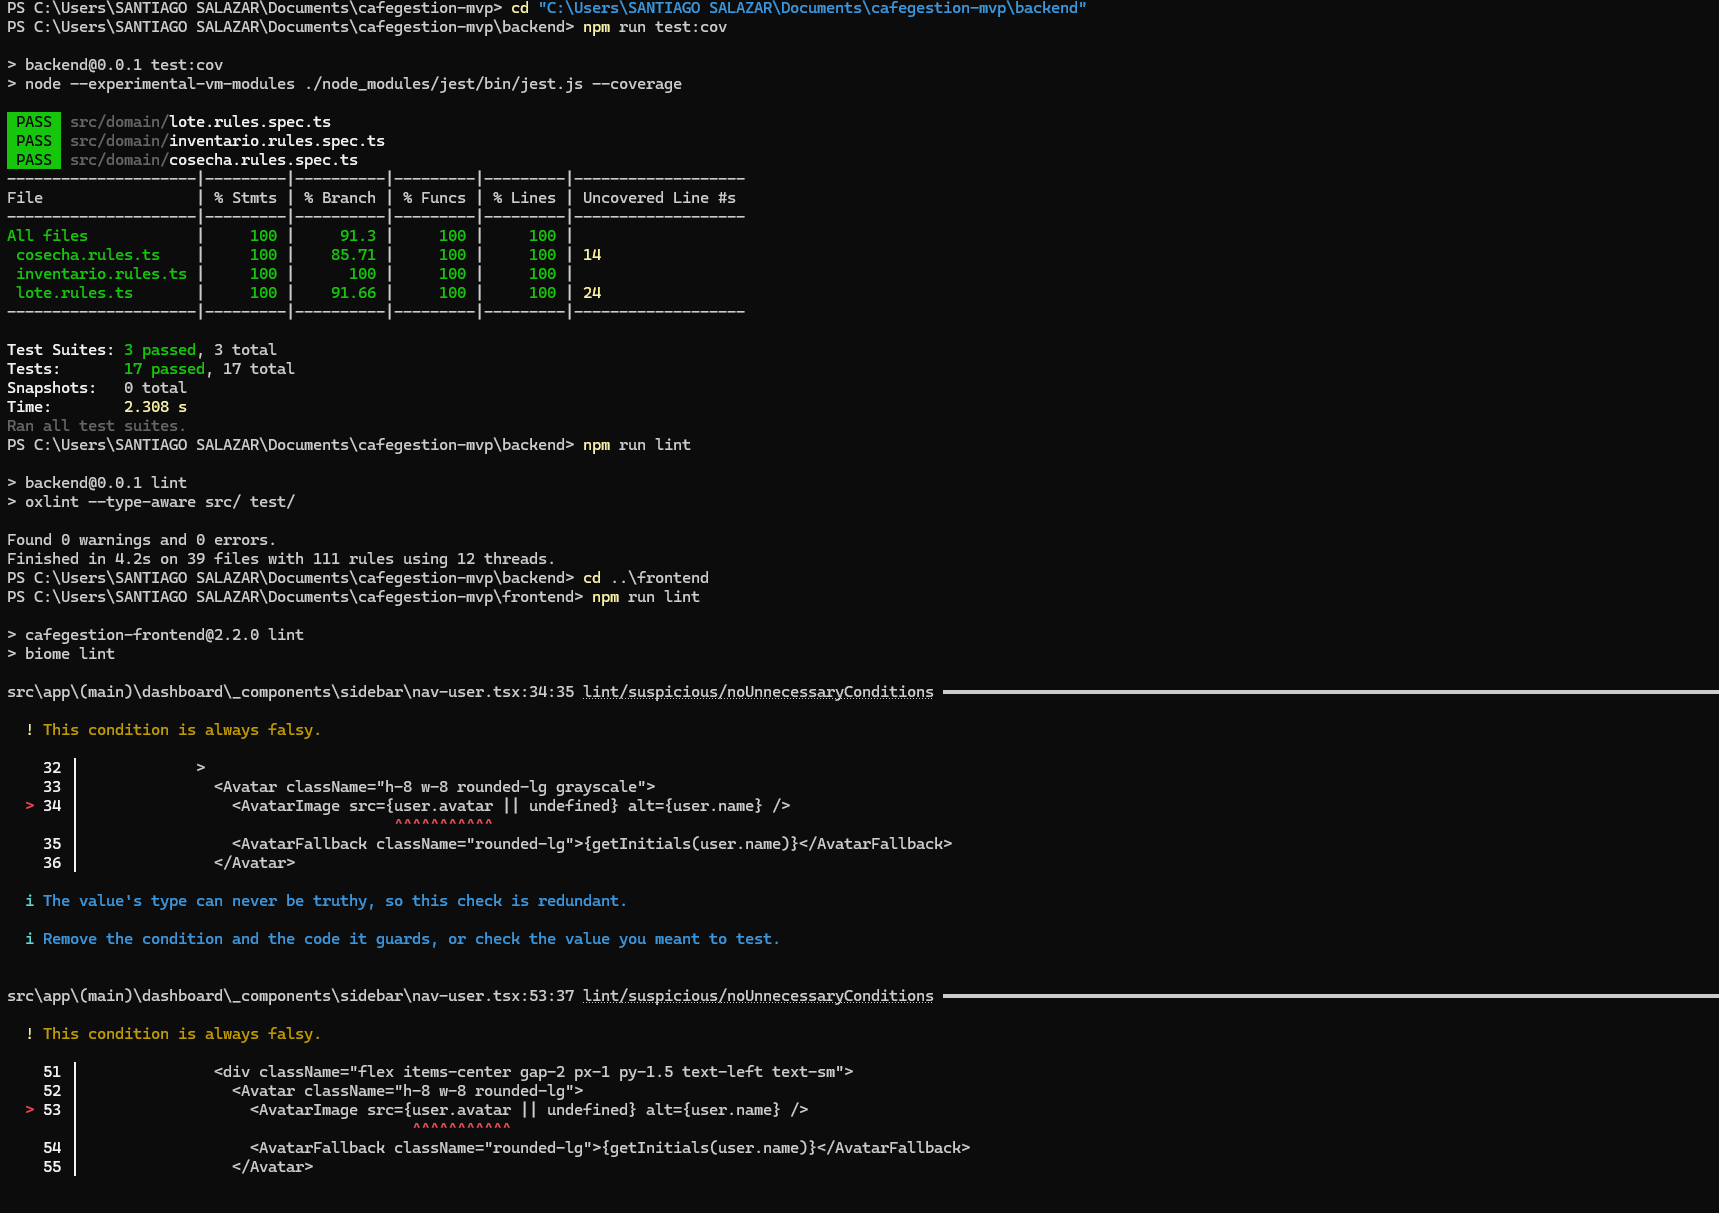 PS C:\Users\SANTIAGO SALAZAR\Documents\cafegestion-mvp> cd "C:\Users\SANTIAGO SALAZAR\Documents\cafegestion-mvp\backend"
PS C:\Users\SANTIAGO SALAZAR\Documents\cafegestion-mvp\backend> npm run test:cov
> backend@0.0.1 test:cov
> node --experimental-vm-modules ./node_modules/jest/bin/jest.js --coverage
PASS src/domain/lote.rules.spec.ts
PASS src/domain/inventario.rules.spec.ts
PASS src/domain/cosecha.rules.spec.ts
---------------------|---------|----------|---------|---------|-------------------
File                 | % Stmts | % Branch | % Funcs | % Lines | Uncovered Line #s
---------------------|---------|----------|---------|---------|-------------------
All files            |     100 |     91.3 |     100 |     100 |
 cosecha.rules.ts    |     100 |    85.71 |     100 |     100 | 14
 inventario.rules.ts |     100 |      100 |     100 |     100 |
 lote.rules.ts       |     100 |    91.66 |     100 |     100 | 24
---------------------|---------|----------|---------|---------|-------------------
Test Suites: 3 passed, 3 total
Tests:       17 passed, 17 total
Snapshots:   0 total
Time:        2.308 s
Ran all test suites.
PS C:\Users\SANTIAGO SALAZAR\Documents\cafegestion-mvp\backend> npm run lint
> backend@0.0.1 lint
> oxlint --type-aware src/ test/
Found 0 warnings and 0 errors.
Finished in 4.2s on 39 files with 111 rules using 12 threads.
PS C:\Users\SANTIAGO SALAZAR\Documents\cafegestion-mvp\backend> cd ..\frontend
PS C:\Users\SANTIAGO SALAZAR\Documents\cafegestion-mvp\frontend> npm run lint
> cafegestion-frontend@2.2.0 lint
> biome lint
src\app\(main)\dashboard\_components\sidebar\nav-user.tsx:34:35 lint/suspicious/noUnnecessaryConditions
! This condition is always falsy.
32 │ >
33 │ <Avatar className="h-8 w-8 rounded-lg grayscale">
> 34 │ <AvatarImage src={user.avatar || undefined} alt={user.name} />
│ ^^^^^^^^^^^
35 │ <AvatarFallback className="rounded-lg">{getInitials(user.name)}</AvatarFallback>
36 │ </Avatar>
i The value's type can never be truthy, so this check is redundant.
i Remove the condition and the code it guards, or check the value you meant to test.
src\app\(main)\dashboard\_components\sidebar\nav-user.tsx:53:37 lint/suspicious/noUnnecessaryConditions
! This condition is always falsy.
51 │ <div className="flex items-center gap-2 px-1 py-1.5 text-left text-sm">
52 │ <Avatar className="h-8 w-8 rounded-lg">
> 53 │ <AvatarImage src={user.avatar || undefined} alt={user.name} />
│ ^^^^^^^^^^^
54 │ <AvatarFallback className="rounded-lg">{getInitials(user.name)}</AvatarFallback>
55 │ </Avatar>